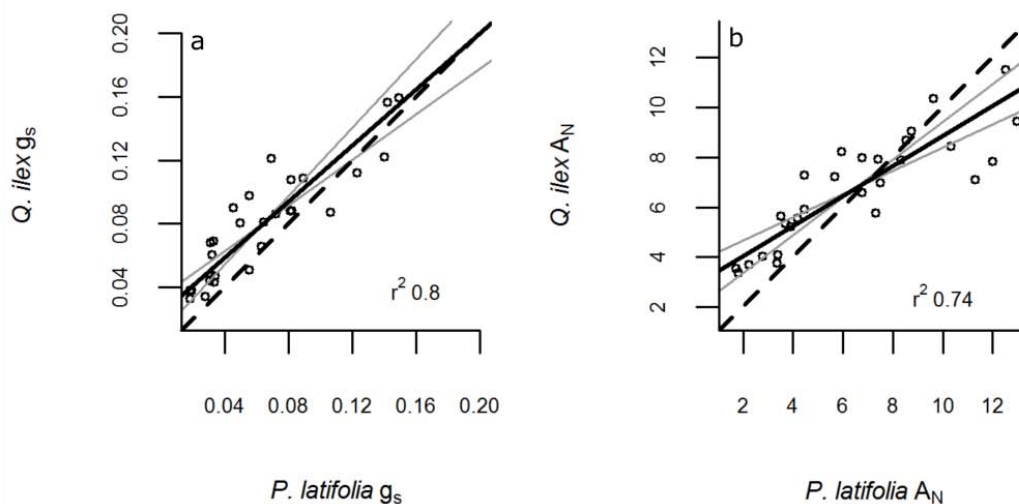 a
Q. ilex gs
0.20
0.16
0.12
0.08
0.04
r² 0.8
0.04 0.08 0.12 0.16 0.20
P. latifolia gs
b
Q. ilex AN
12
10
8
6
4
2
r² 0.74
2 4 6 8 10 12
P. latifolia AN